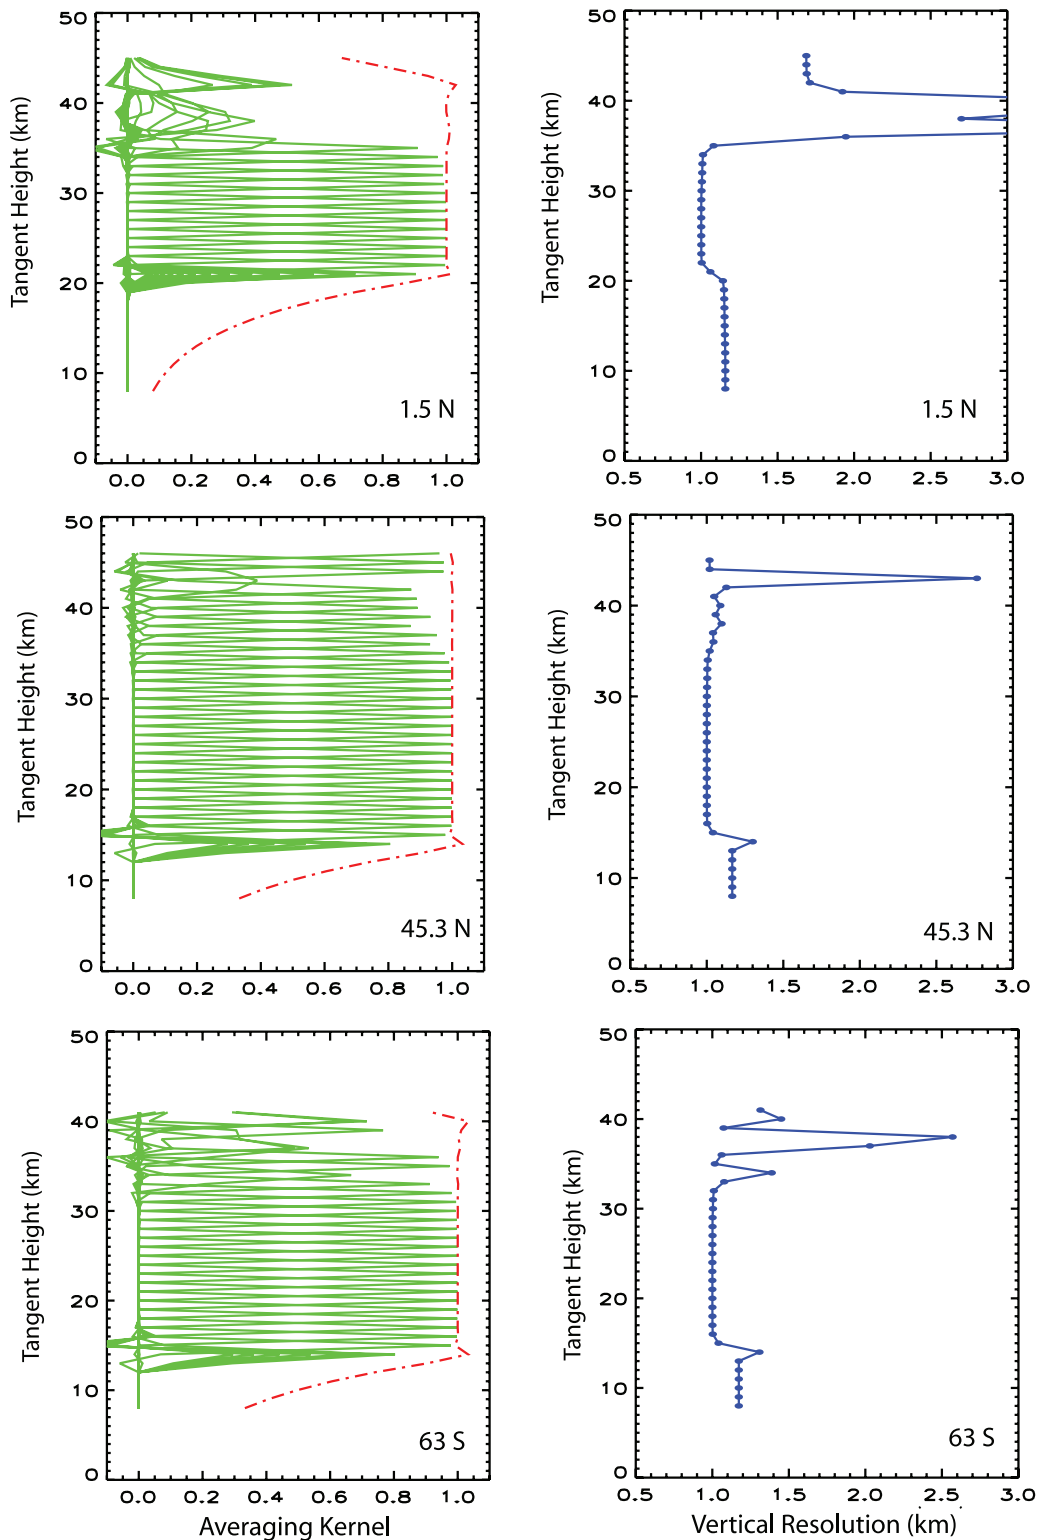 50
40
30
20
10
0
Tangent Height (km)
1.5 N
0.0 0.2 0.4 0.6 0.8 1.0
50
40
30
20
10
0
Tangent Height (km)
1.5 N
0.5 1.0 1.5 2.0 2.5 3.0
50
40
30
20
10
0
Tangent Height (km)
45.3 N
0.0 0.2 0.4 0.6 0.8 1.0
50
40
30
20
10
0
Tangent Height (km)
45.3 N
0.5 1.0 1.5 2.0 2.5 3.0
50
40
30
20
10
0
Tangent Height (km)
63 S
0.0 0.2 0.4 0.6 0.8 1.0
Averaging Kernel
50
40
30
20
10
0
Tangent Height (km)
63 S
0.5 1.0 1.5 2.0 2.5 3.0
Vertical Resolution (km)